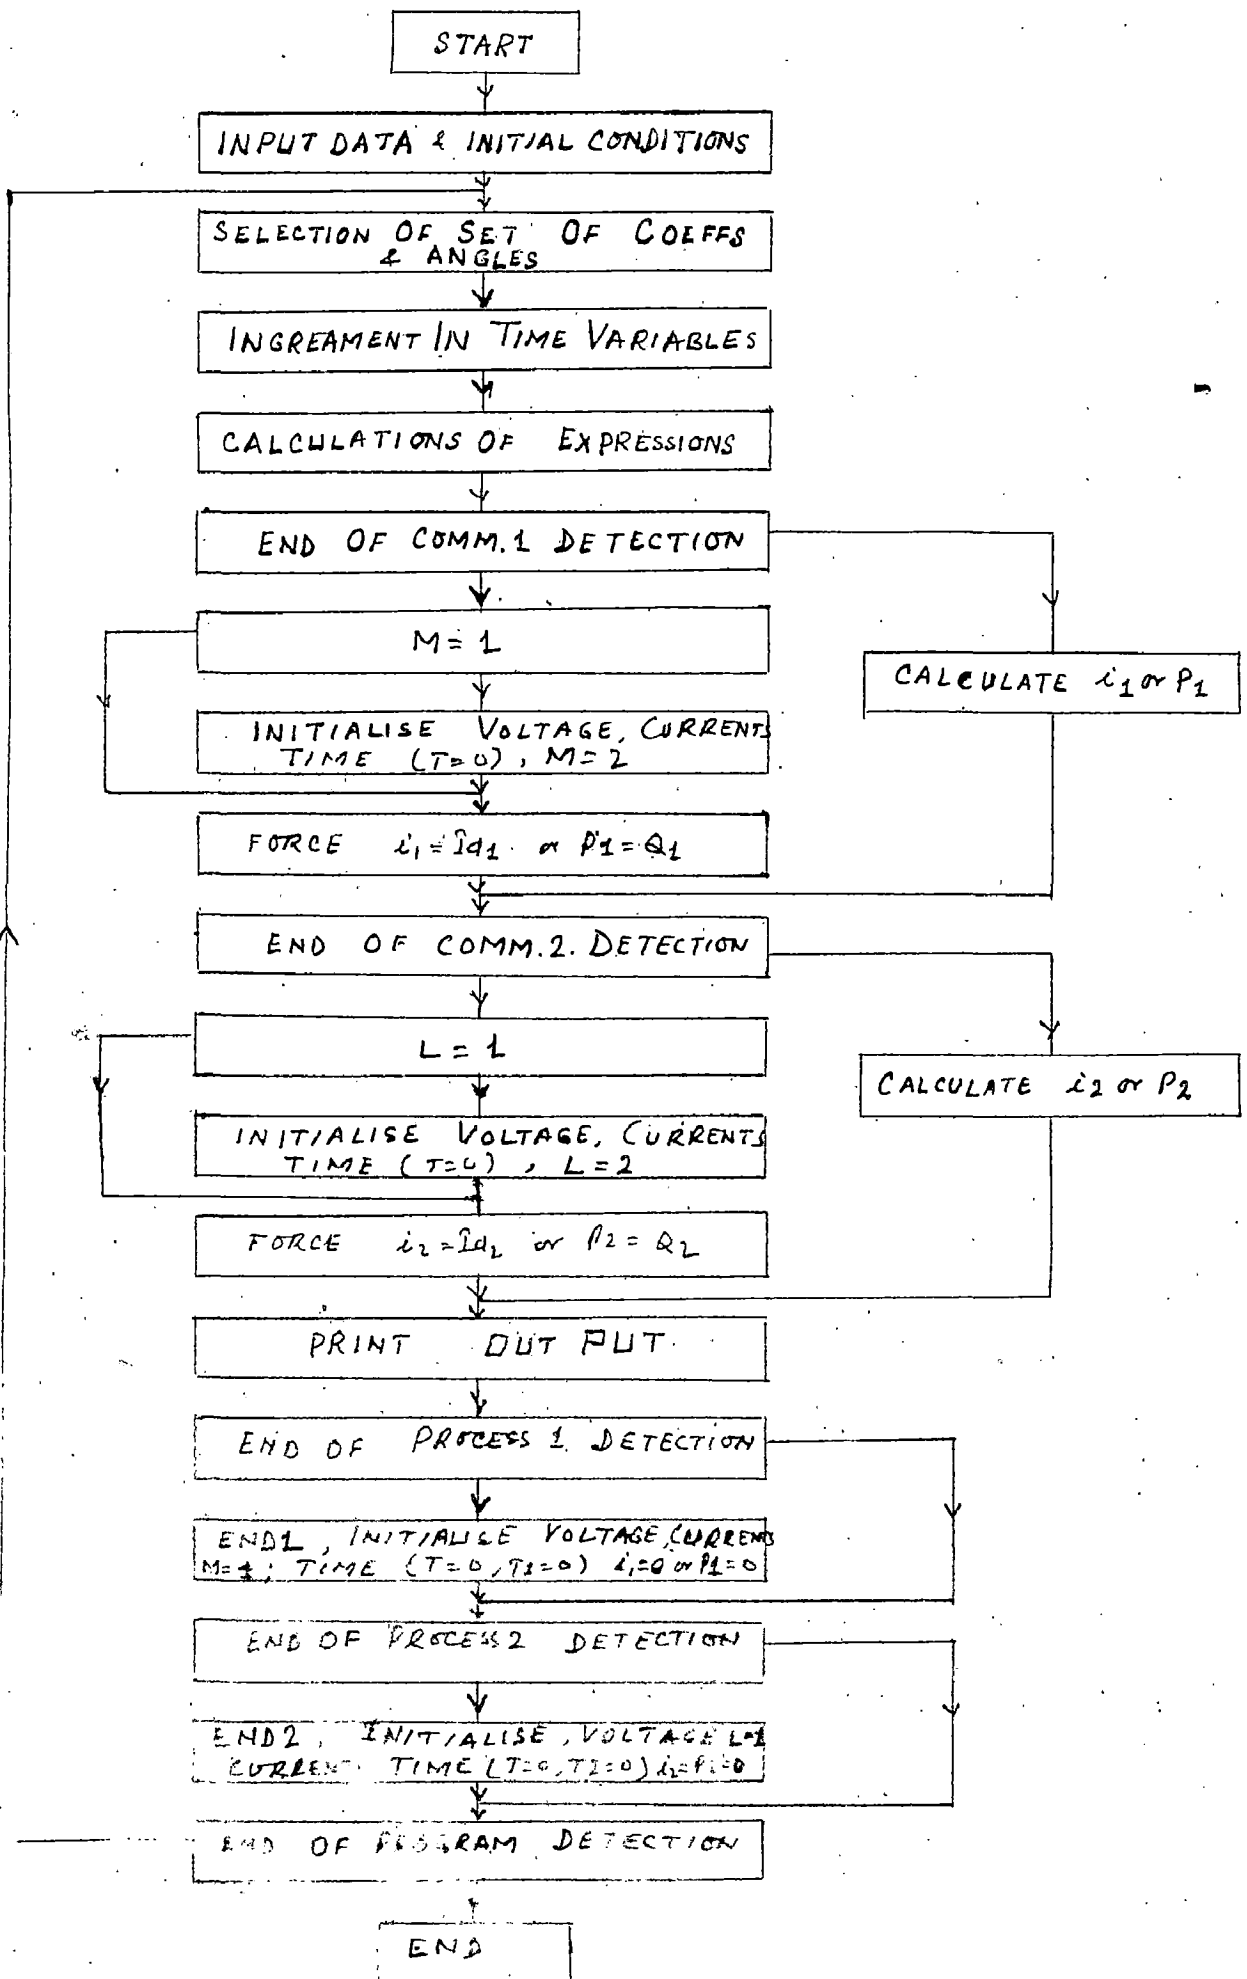 START
INPUT DATA & INITIAL CONDITIONS
SELECTION OF SET OF COEFFS
& ANGLES
INGREAMENT IN TIME VARIABLES
CALCULATIONS OF EXPRESSIONS
END OF COMM.1 DETECTION
M = 1
CALCULATE i1 or P1
INITIALISE VOLTAGE, CURRENTS
TIME (T=0), M=2
FORCE i1 = Id1 or P1 = Q1
END OF COMM.2. DETECTION
L = 1
CALCULATE i2 or P2
INITIALISE VOLTAGE, CURRENTS
TIME (T=0), L=2
FORCE i2 = Id2 or P2 = Q2
PRINT OUT PUT.
END OF PROCESS 1. DETECTION
END1, INITIALISE VOLTAGE, CURRENTS
M=1; TIME (T=0, T1=0) i1=0 or P1=0
END OF PROCESS 2 DETECTION
END2, INITIALISE, VOLTAGE L=1
CURRENT TIME (T=0, T2=0)
END OF PROGRAM DETECTION
END